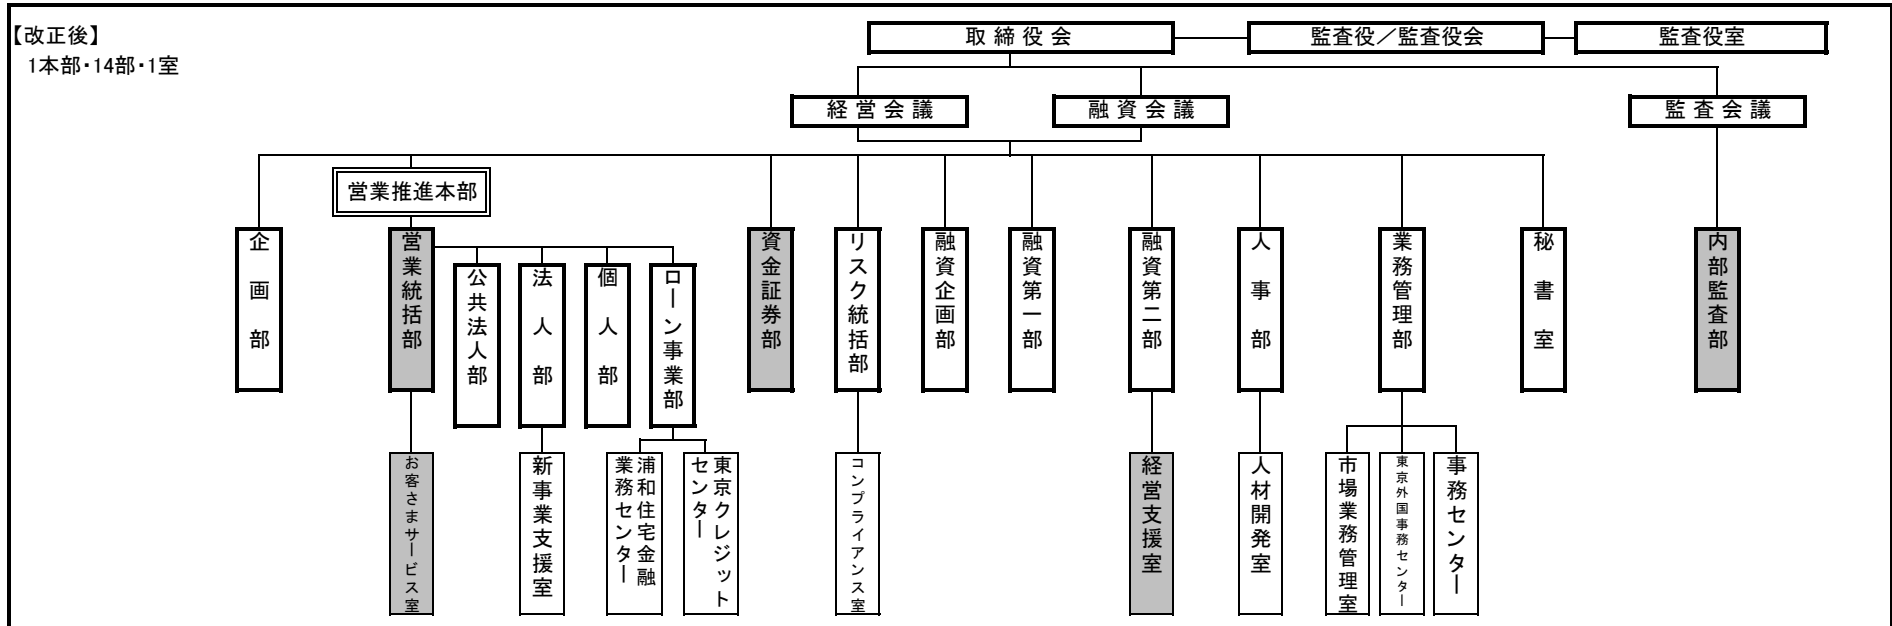 【改正後】
1本部・14部・1室
取締役会
監査役／監査役会
監査役室
経営会議
融資会議
監査会議
営業推進本部
企画部
営業統括部
公共法人部
法人部
個人部
ローン事業部
資金証券部
リスク統括部
融資企画部
融資第一部
融資第二部
人事部
業務管理部
秘書室
内部監査部
お客さまサービス室
新事業支援室
浦和住宅金融
業務センター
東京クレジット
センター
コンプライアンス室
経営支援室
人材開発室
市場業務管理室
東京外国事務センター
事務センター